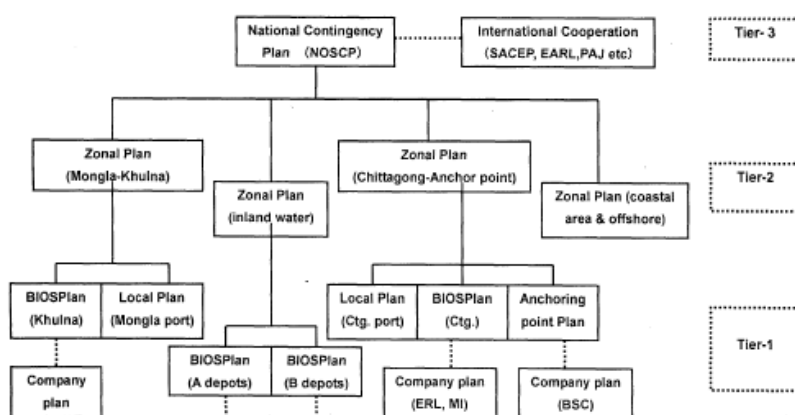 National Contingency
Plan （NOSCP）
International Cooperation
(SACEP, EARL,PAJ etc）
Tier- 3
Zonal Plan
(Mongla-Khulna)
Zonal Plan
(inland water)
Zonal Plan
(Chittagong-Anchor point)
Zonal Plan (coastal
area & offshore)
Tier-2
BIOSPlan
(Khulna)
Local Plan
(Mongla port)
Local Plan
(Ctg. port)
BIOSPlan
(Ctg.)
Anchoring
point Plan
Tier-1
BIOSPlan
(A depots)
BIOSPlan
(B depots)
Company
plan
Company plan
(ERL, MI)
Company plan
(BSC)